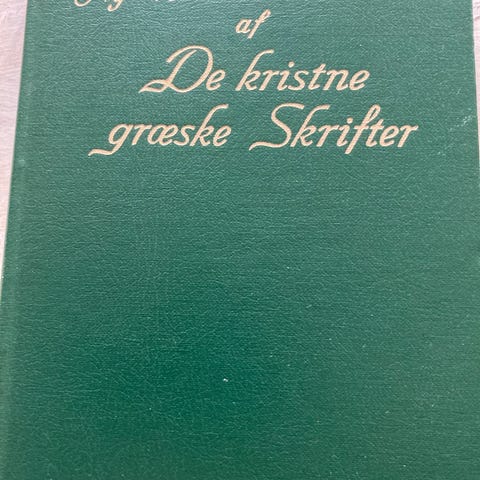 af
De kristne
græske Skrifter